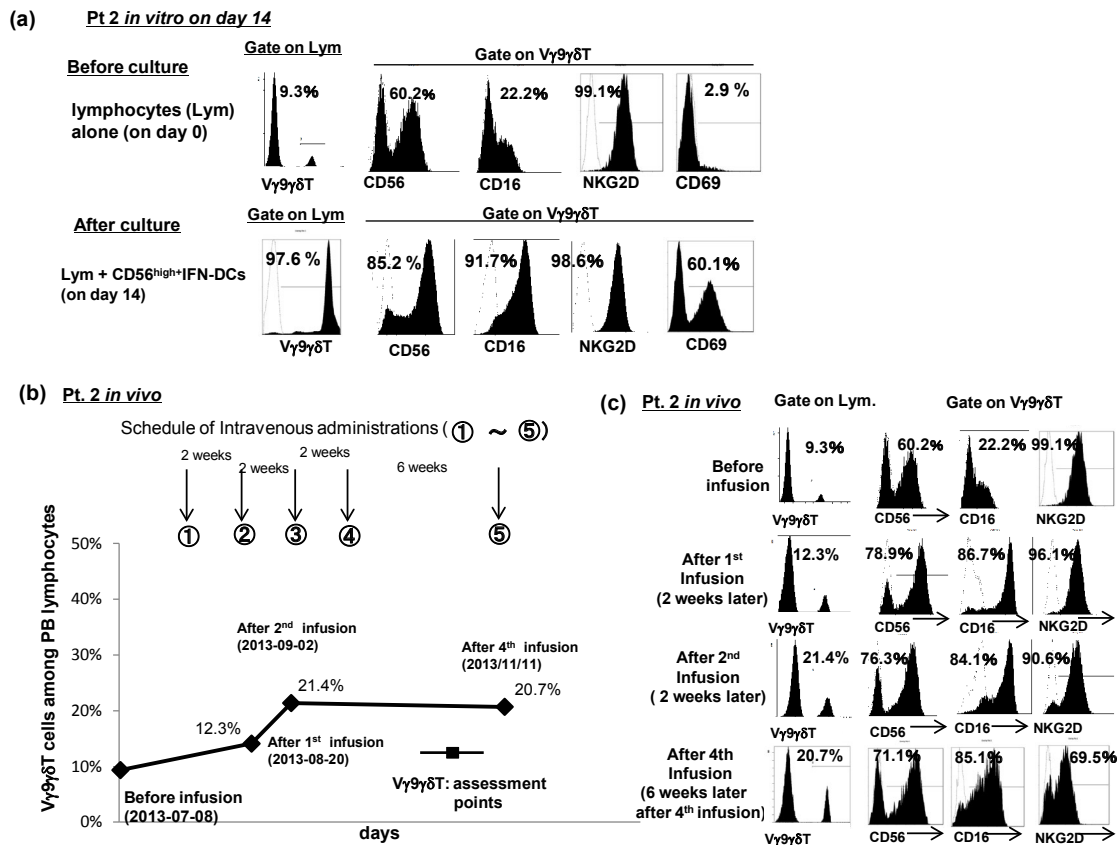 (a) Pt 2 in vitro on day 14
Gate on Lym
Gate on Vγ9γδT
Before culture
lymphocytes (Lym)
alone (on day 0)
9.3% 60.2% 22.2% 99.1% 2.9 %
Vγ9γδT CD56 CD16 NKG2D CD69
Gate on Lym
Gate on Vγ9γδT
After culture
Lym + CD56high+IFN-DCs
(on day 14)
97.6 % 85.2 % 91.7% 98.6% 60.1%
Vγ9γδT CD56 CD16 NKG2D CD69
(b) Pt. 2 in vivo
Schedule of Intravenous administrations ( ① ~ ⑤ )
2 weeks 2 weeks 2 weeks 6 weeks
① ② ③ ④ ⑤
Vγ9γδT cells among PB lymphocytes
50%
40%
30%
20%
10%
0%
After 2nd infusion
(2013-09-02)
21.4%
After 4th infusion
(2013/11/11)
20.7%
12.3%
After 1st infusion
(2013-08-20)
Before infusion
(2013-07-08)
Vγ9γδT: assessment
points
days
(c) Pt. 2 in vivo
Gate on Lym. Gate on Vγ9γδT
Before
infusion
9.3% 60.2% 22.2% 99.1%
Vγ9γδT CD56 CD16 NKG2D
After 1st
Infusion
(2 weeks later)
12.3% 78.9% 86.7% 96.1%
Vγ9γδT CD56 CD16 NKG2D
After 2nd
Infusion
( 2 weeks later)
21.4% 76.3% 84.1% 90.6%
Vγ9γδT CD56 CD16 NKG2D
After 4th
Infusion
(6 weeks later
after 4th infusion)
20.7% 71.1% 85.1% 69.5%
Vγ9γδT CD56 CD16 NKG2D